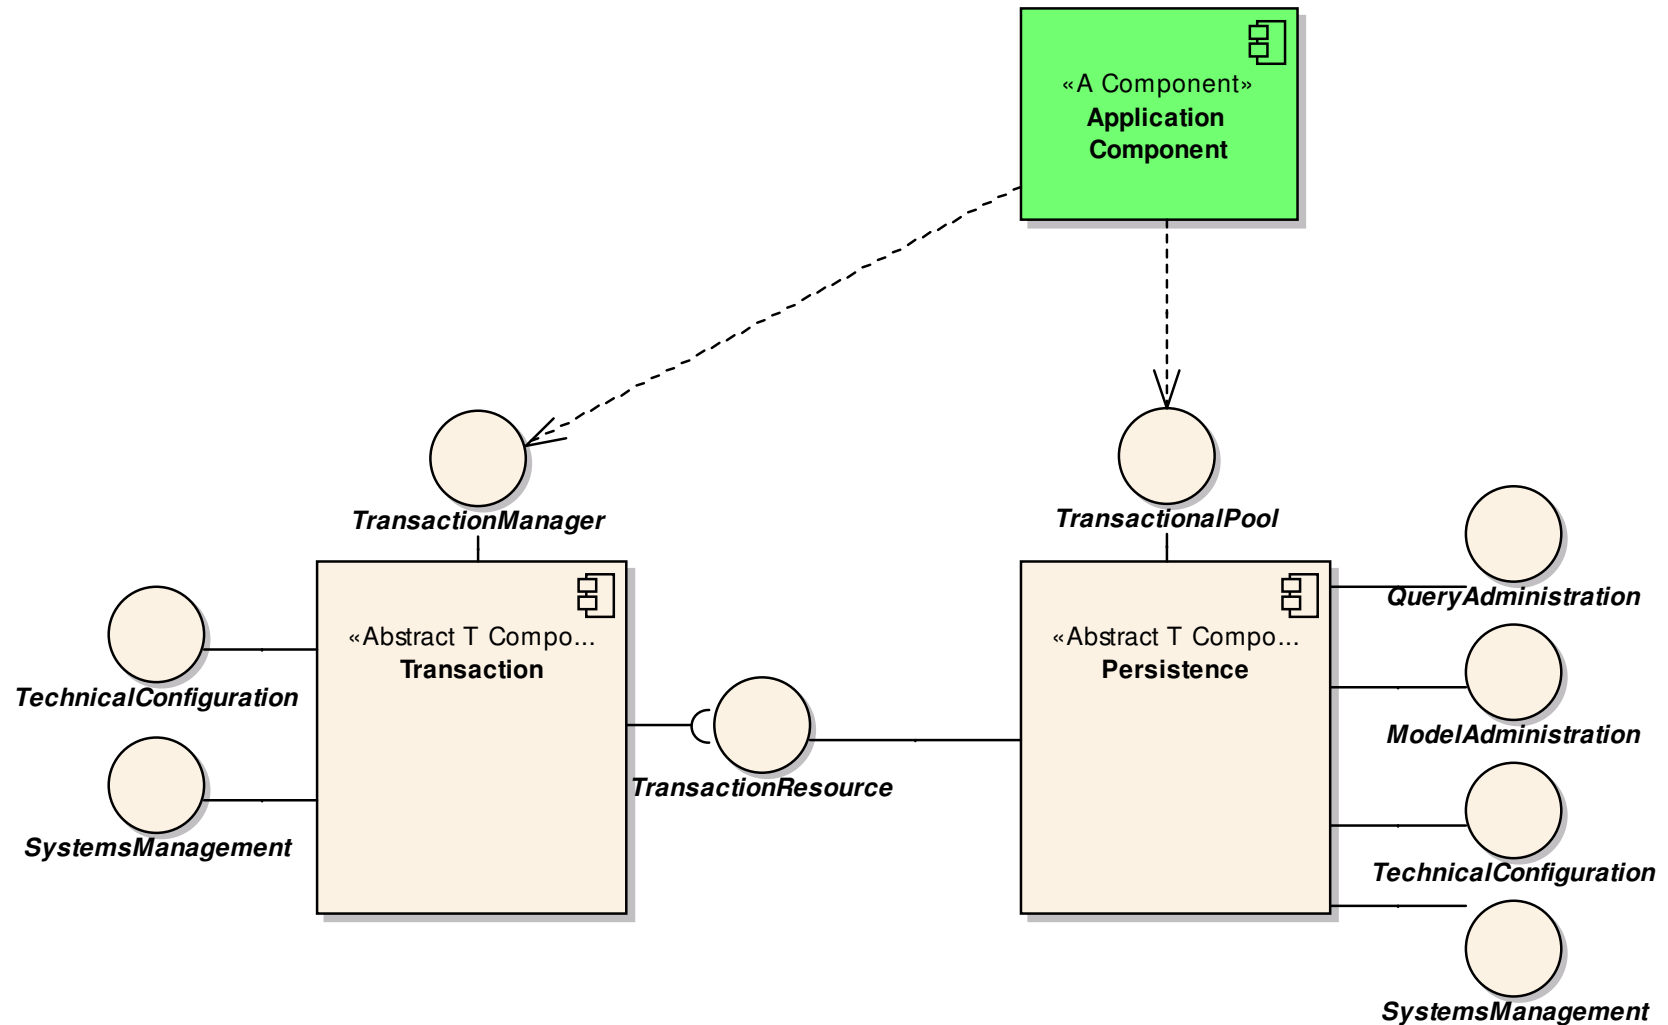 «A Component»
Application
Component
TransactionManager
TransactionalPool
QueryAdministration
«Abstract T Compo...
Transaction
«Abstract T Compo...
Persistence
TechnicalConfiguration
ModelAdministration
TransactionResource
SystemsManagement
TechnicalConfiguration
SystemsManagement